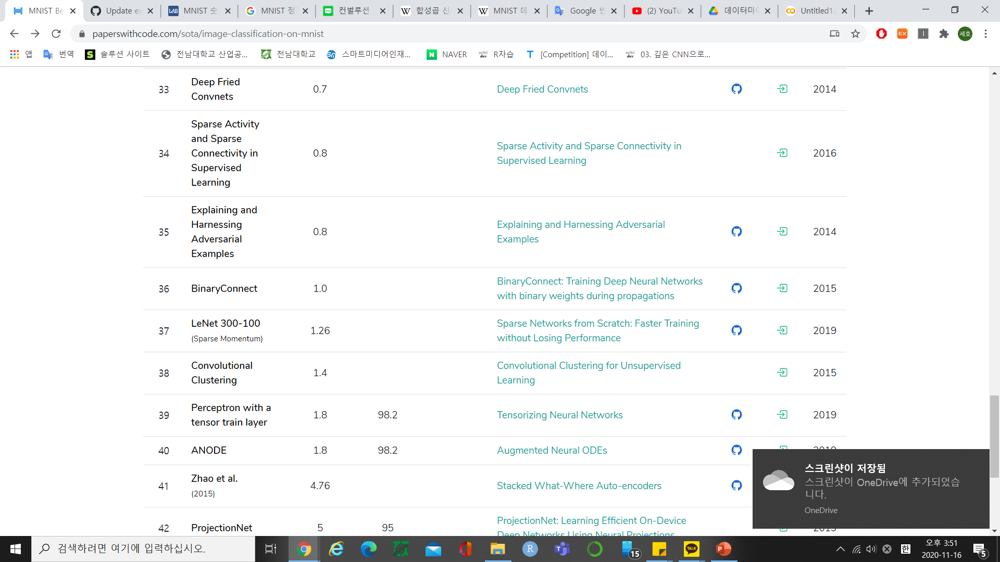 MNIST Be
Update ex
LAB MNIST 숫
MNIST 정
컨벌루션
W 합성곱 신
W MNIST 데
Google 번
(2) YouTu
데이터마이
Untitled1.
paperswithcode.com/sota/image-classification-on-mnist
EX
세호
앱
번역
S 솔루션 사이트
전남대학교 산업공...
전남대학교
스마트미디어인재...
N NAVER
wiki docs R자습
T [Competition] 데이...
wiki docs 03. 깊은 CNN으로...
33 Deep Fried Convnets 0.7 Deep Fried Convnets 2014
34 Sparse Activity and Sparse Connectivity in Supervised Learning 0.8 Sparse Activity and Sparse Connectivity in Supervised Learning 2016
35 Explaining and Harnessing Adversarial Examples 0.8 Explaining and Harnessing Adversarial Examples 2014
36 BinaryConnect 1.0 BinaryConnect: Training Deep Neural Networks with binary weights during propagations 2015
37 LeNet 300-100 (Sparse Momentum) 1.26 Sparse Networks from Scratch: Faster Training without Losing Performance 2019
38 Convolutional Clustering 1.4 Convolutional Clustering for Unsupervised Learning 2015
39 Perceptron with a tensor train layer 1.8 98.2 Tensorizing Neural Networks 2019
40 ANODE 1.8 98.2 Augmented Neural ODEs
41 Zhao et al. (2015) 4.76 Stacked What-Where Auto-encoders
42 ProjectionNet 5 95 ProjectionNet: Learning Efficient On-Device Deep Networks Using Neural Projections
스크린샷이 저장됨
스크린샷이 OneDrive에 추가되었습
니다.
OneDrive
검색하려면 여기에 입력하십시오.
15
TALK
한
오후 3:51
2020-11-16
5